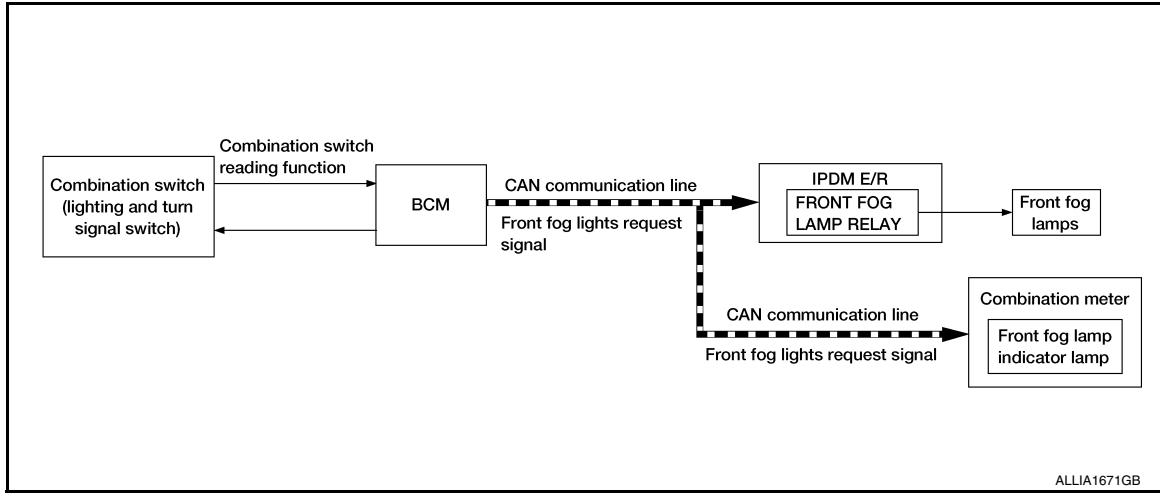 Combination switch
reading function
Combination switch
(lighting and turn
signal switch)
BCM
CAN communication line
Front fog lights request
signal
IPDM E/R
FRONT FOG
LAMP RELAY
Front fog
lamps
CAN communication line
Front fog lights request signal
Combination meter
Front fog lamp
indicator lamp
ALLIA1671GB